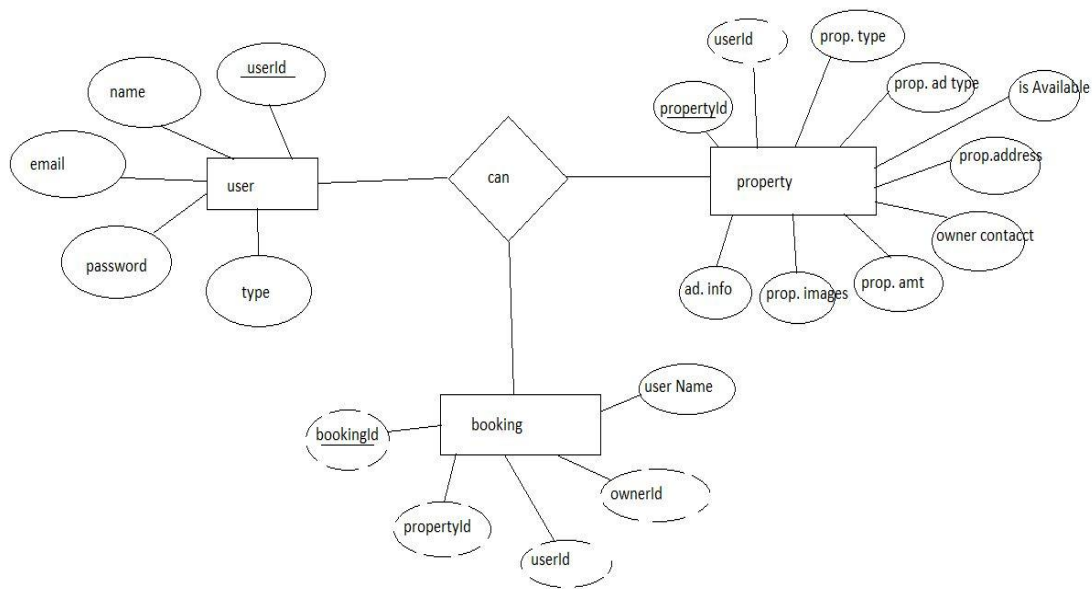 userId
name
email
user
password
type
can
userId
prop. type
prop. ad type
is Available
propertyId
prop.address
property
owner contacct
ad. info
prop. images
prop. amt
user Name
booking
bookingId
ownerId
propertyId
userId